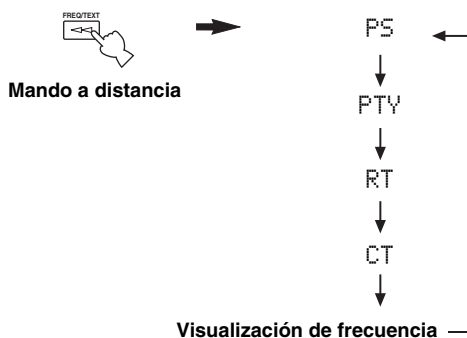 FREQ/TEXT
PS
Mando a distancia
PTY
RT
CT
Visualización de frecuencia